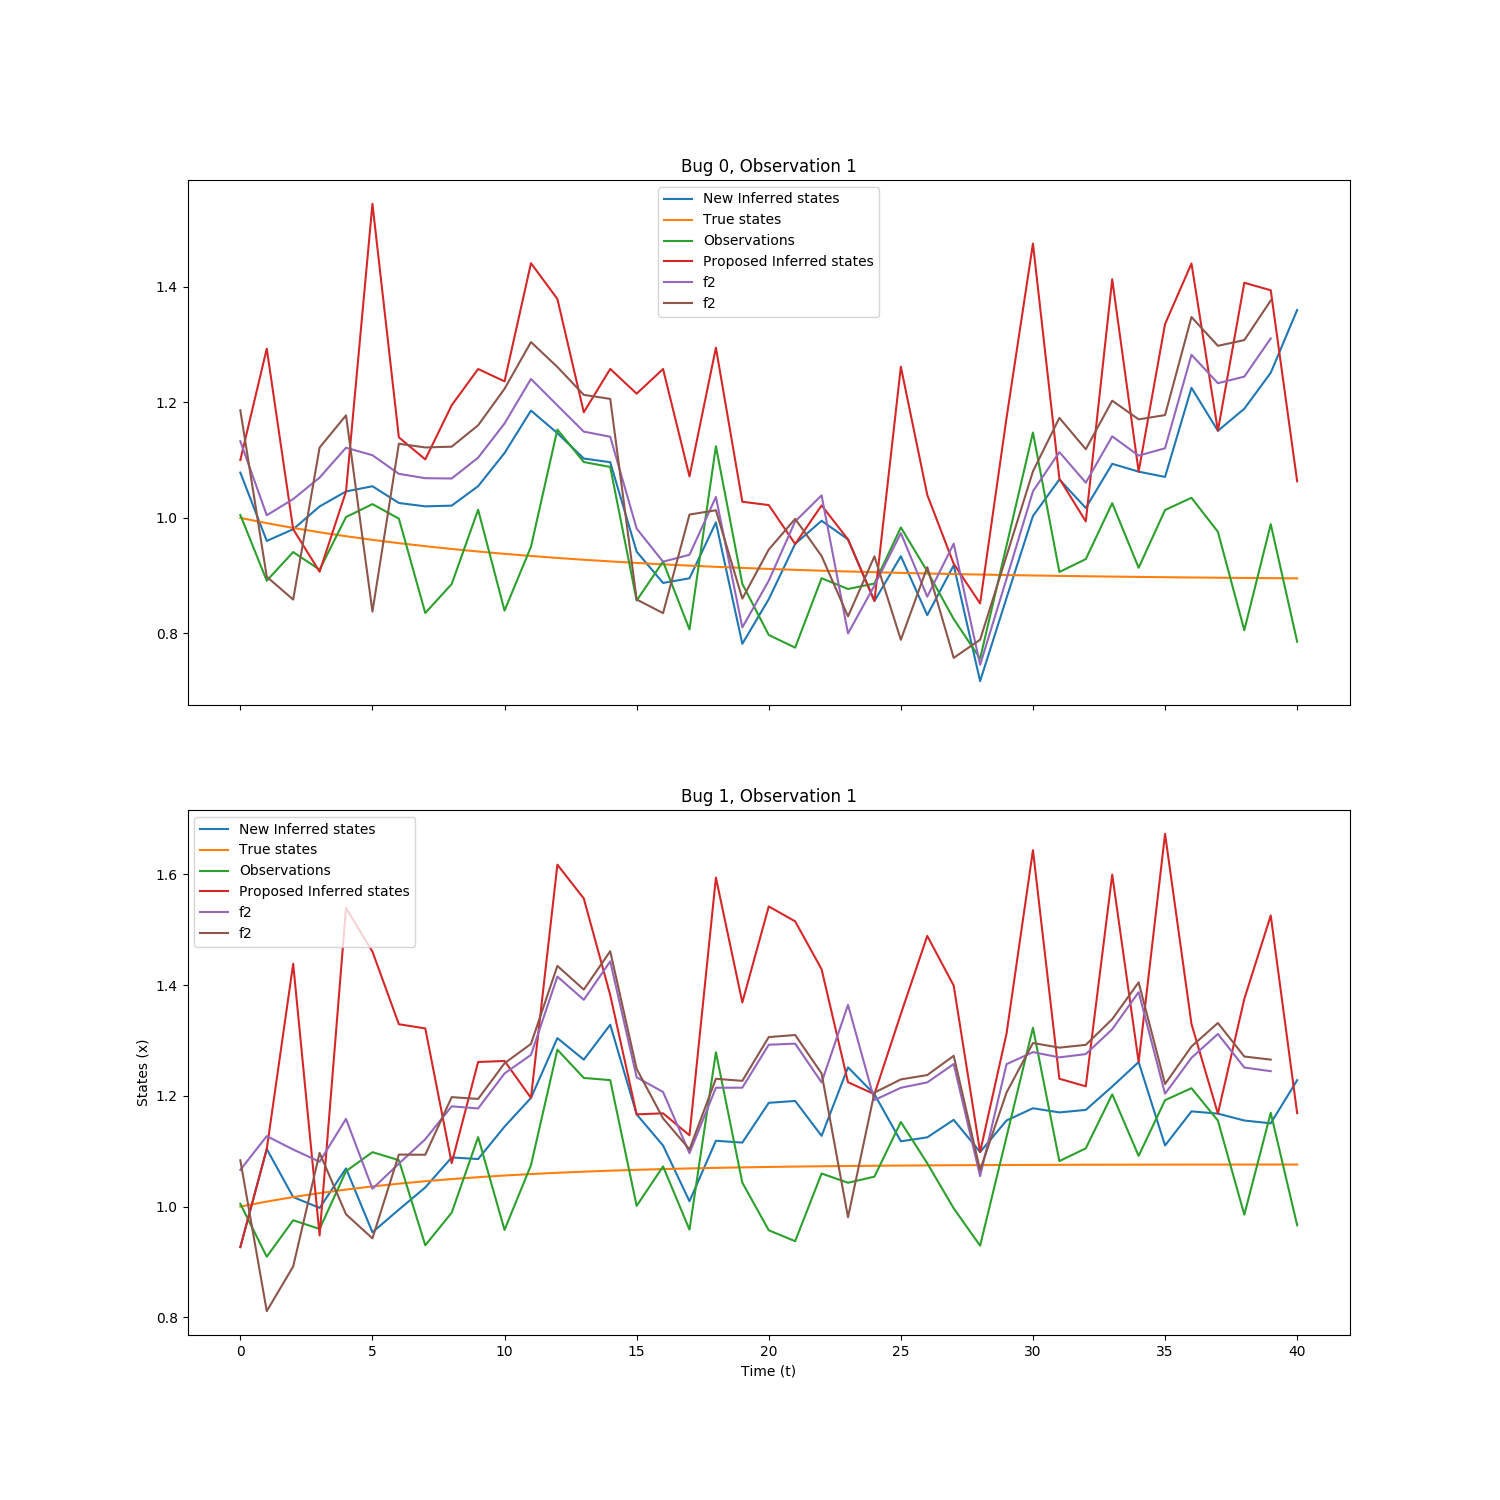 Bug 0, Observation 1
New Inferred states
True states
Observations
Proposed Inferred states
f2
f2
1.4
1.2
1.0
0.8
Bug 1, Observation 1
New Inferred states
True states
Observations
Proposed Inferred states
f2
f2
1.6
1.4
1.2
1.0
0.8
States (x)
0 5 10 15 20 25 30 35 40
Time (t)